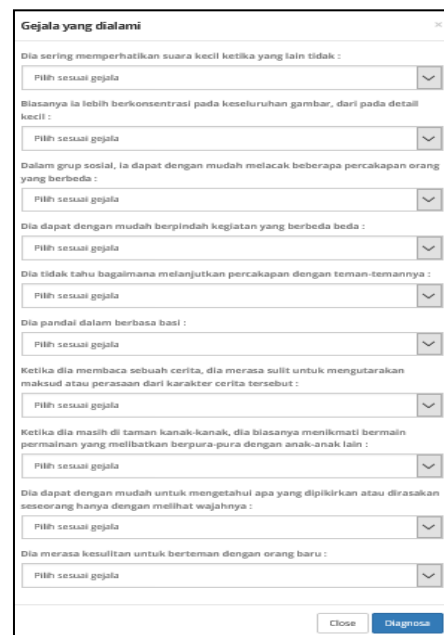 Gejala yang dialami ×
Dia sering memperhatikan suara kecil ketika yang lain tidak :
Pilih sesuai gejala
Biasanya ia lebih berkonsentrasi pada keseluruhan gambar, dari pada detail
kecil :
Pilih sesuai gejala
Dalam grup sosial, ia dapat dengan mudah melacak beberapa percakapan orang
yang berbeda :
Pilih sesuai gejala
Dia dapat dengan mudah berpindah kegiatan yang berbeda beda :
Pilih sesuai gejala
Dia tidak tahu bagaimana melanjutkan percakapan dengan teman-temannya :
Pilih sesuai gejala
Dia pandai dalam berbasa basi :
Pilih sesuai gejala
Ketika dia membaca sebuah cerita, dia merasa sulit untuk mengutarakan
maksud atau perasaan dari karakter cerita tersebut :
Pilih sesuai gejala
Ketika dia masih di taman kanak-kanak, dia biasanya menikmati bermain
permainan yang melibatkan berpura-pura dengan anak-anak lain :
Pilih sesuai gejala
Dia dapat dengan mudah untuk mengetahui apa yang dipikirkan atau dirasakan
seseorang hanya dengan melihat wajahnya :
Pilih sesuai gejala
Dia merasa kesulitan untuk berteman dengan orang baru :
Pilih sesuai gejala
Close Diagnosa